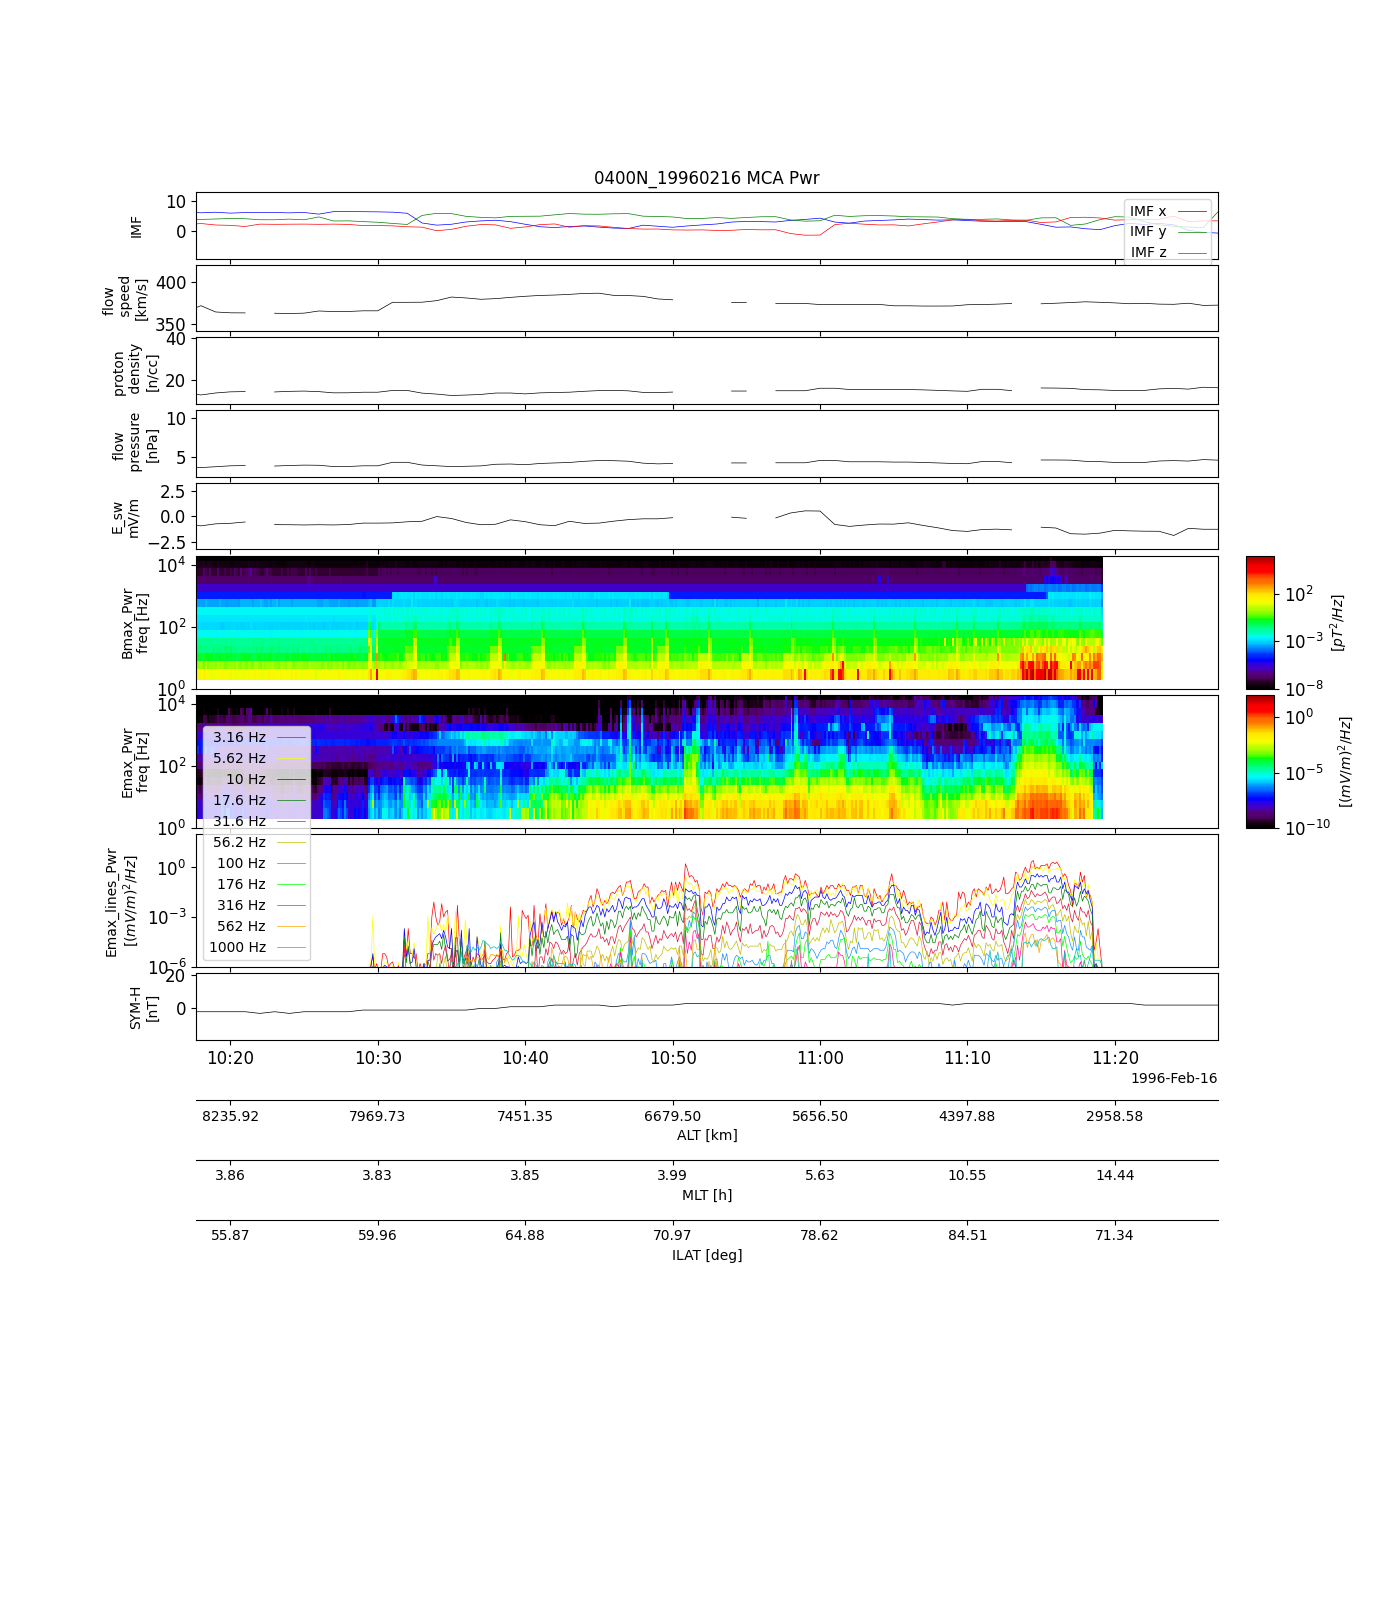 0400N_19960216 MCA Pwr
10
0
IMF
IMF x
IMF y
IMF z
400
350
flow
speed
[km/s]
40
20
proton
density
[n/cc]
10
5
flow
pressure
[nPa]
2.5
0.0
−2.5
E_sw
mV/m
10^4
10^2
10^0
Bmax_Pwr
freq [Hz]
10^2
10^−3
10^−8
[pT^2/Hz]
10^4
10^2
10^0
Emax_Pwr
freq [Hz]
10^0
10^−5
10^−10
[(mV/m)^2/Hz]
3.16 Hz
5.62 Hz
10 Hz
17.6 Hz
31.6 Hz
56.2 Hz
100 Hz
176 Hz
316 Hz
562 Hz
1000 Hz
10^0
10^−3
10^−6
Emax_lines_Pwr
[(mV/m)^2/Hz]
20
0
SYM-H
[nT]
10:20 10:30 10:40 10:50 11:00 11:10 11:20
1996-Feb-16
8235.92 7969.73 7451.35 6679.50 5656.50 4397.88 2958.58
ALT [km]
3.86 3.83 3.85 3.99 5.63 10.55 14.44
MLT [h]
55.87 59.96 64.88 70.97 78.62 84.51 71.34
ILAT [deg]